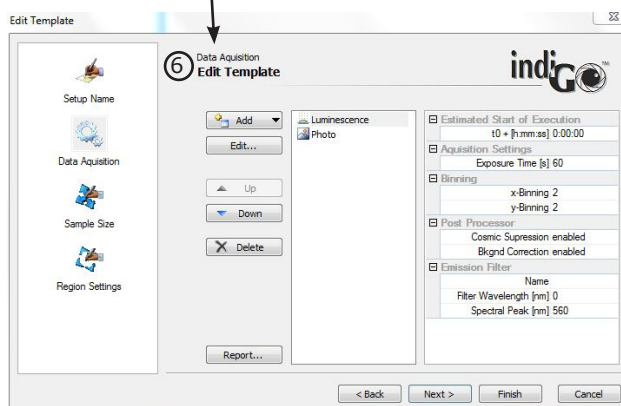 Edit Template
6
Data Aquisition
Edit Template
indiGO™
Setup Name
Data Aquisition
Sample Size
Region Settings
Add
Edit...
Up
Down
Delete
Report...
Luminescence
Photo
Estimated Start of Execution
t0 + [h:mm:ss] 0:00:00
Aquisition Settings
Exposure Time [s] 60
Binning
x-Binning 2
y-Binning 2
Post Processor
Cosmic Supression enabled
Bkgnd Correction enabled
Emission Filter
Name
Filter Wavelength [nm] 0
Spectral Peak [nm] 560
< Back
Next >
Finish
Cancel